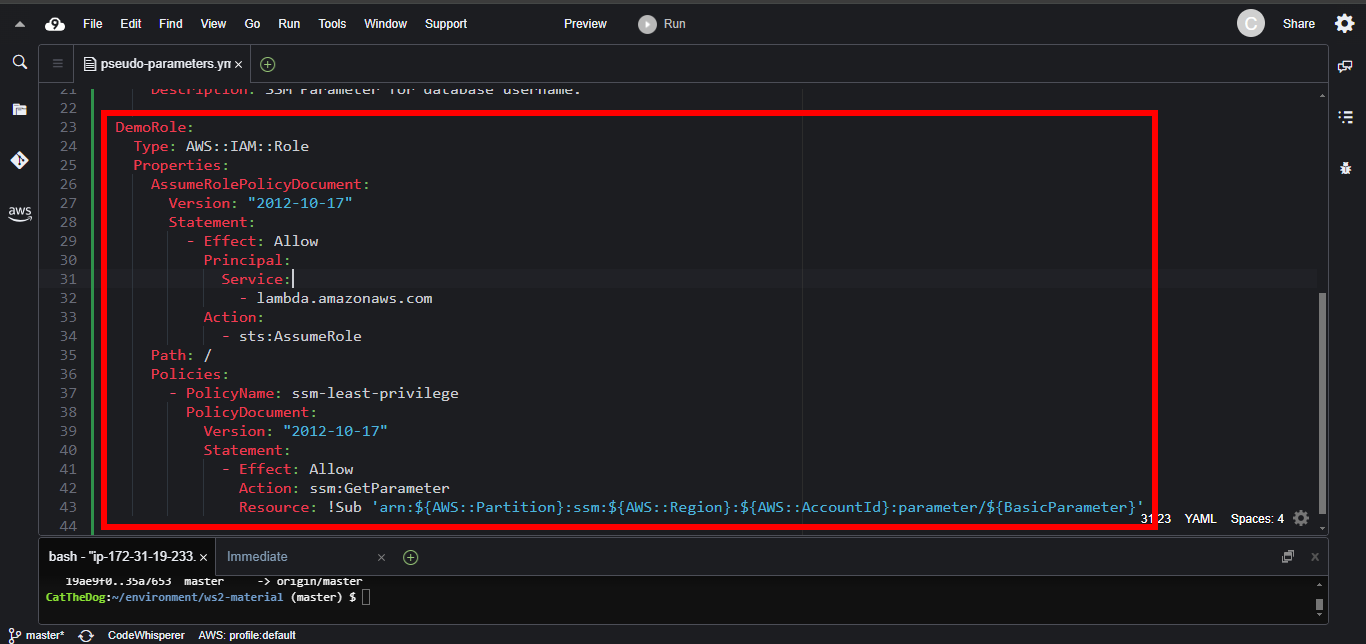 File Edit Find View Go Run Tools Window Support Preview Run C Share
pseudo-parameters.ym ×
aws
21 Description: SSM Parameter for database username.
22
23 DemoRole:
24 Type: AWS::IAM::Role
25 Properties:
26 AssumeRolePolicyDocument:
27 Version: "2012-10-17"
28 Statement:
29 - Effect: Allow
30 Principal:
31 Service:
32 - lambda.amazonaws.com
33 Action:
34 - sts:AssumeRole
35 Path: /
36 Policies:
37 - PolicyName: ssm-least-privilege
38 PolicyDocument:
39 Version: "2012-10-17"
40 Statement:
41 - Effect: Allow
42 Action: ssm:GetParameter
43 Resource: !Sub 'arn:${AWS::Partition}:ssm:${AWS::Region}:${AWS::AccountId}:parameter/${BasicParameter}'
44
31:23 YAML Spaces: 4
bash - "ip-172-31-19-233. × Immediate ×
19ae9f0..35a7653 master -> origin/master
CatTheDog:~/environment/ws2-material (master) $
master* CodeWhisperer AWS: profile:default